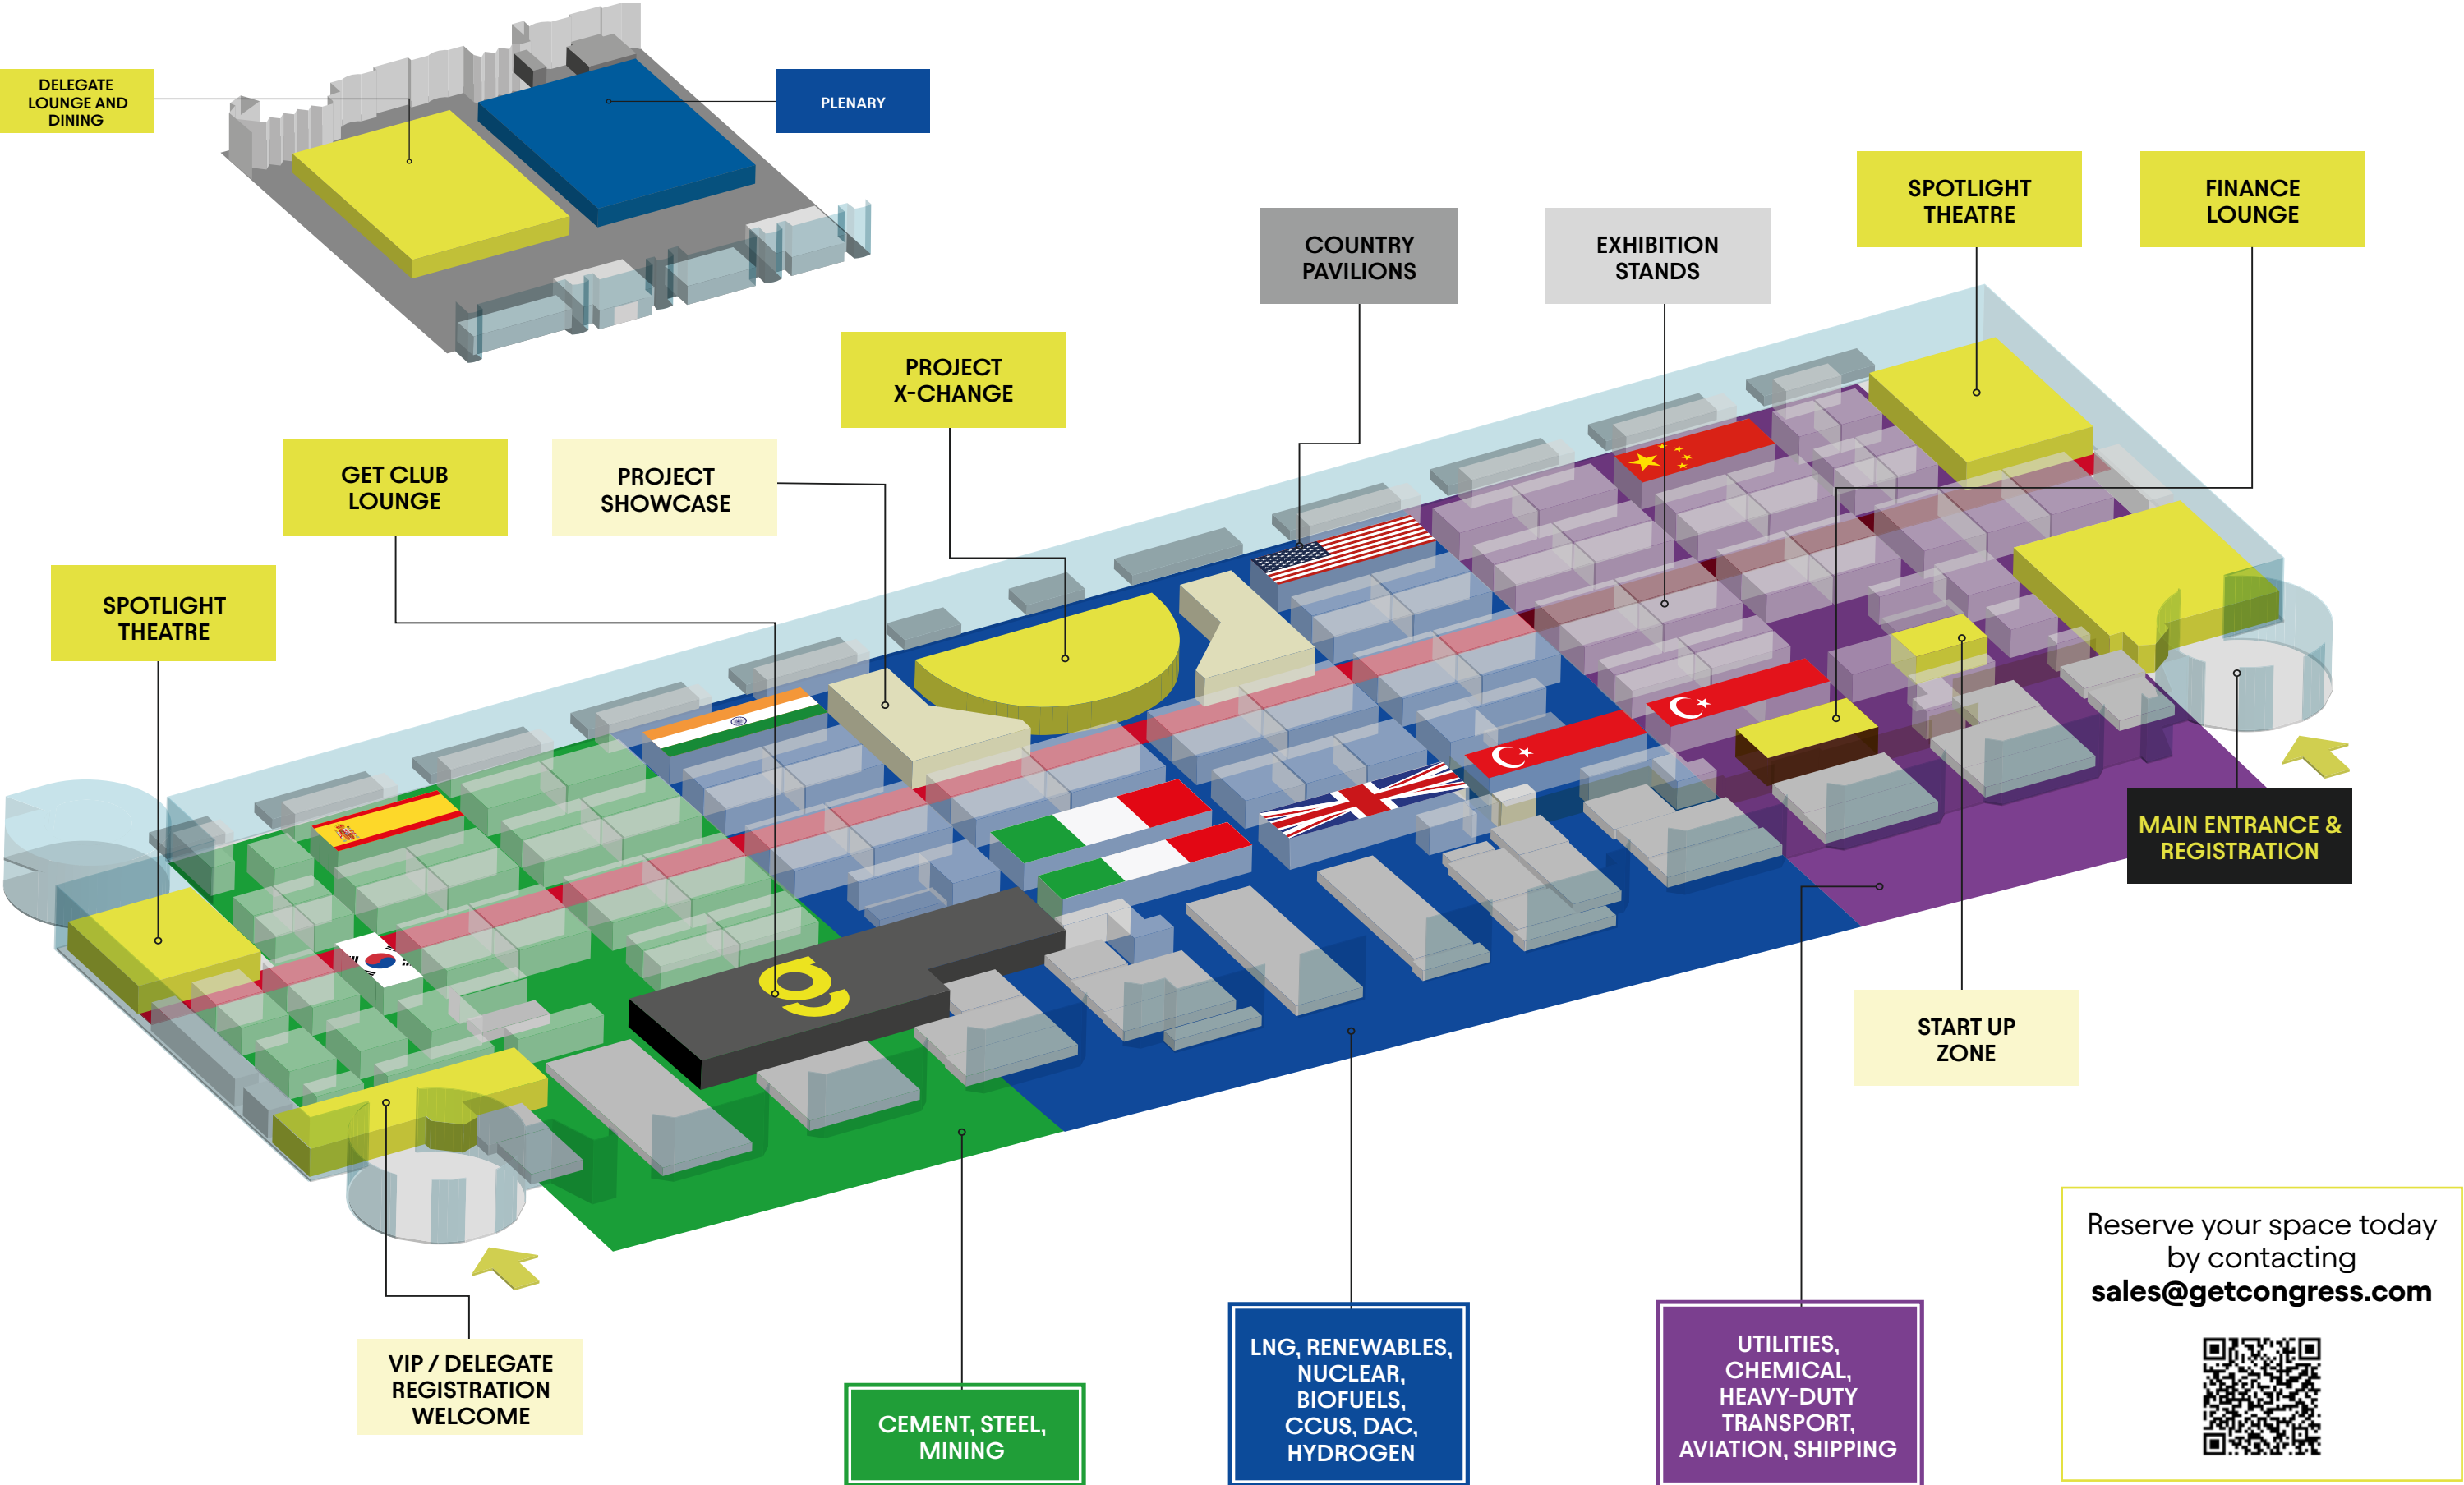 DELEGATE
LOUNGE AND
DINING
PLENARY
SPOTLIGHT
THEATRE
FINANCE
LOUNGE
COUNTRY
PAVILIONS
EXHIBITION
STANDS
PROJECT
X-CHANGE
GET CLUB
LOUNGE
PROJECT
SHOWCASE
SPOTLIGHT
THEATRE
MAIN ENTRANCE &
REGISTRATION
START UP
ZONE
VIP / DELEGATE
REGISTRATION
WELCOME
CEMENT, STEEL,
MINING
LNG, RENEWABLES,
NUCLEAR,
BIOFUELS,
CCUS, DAC,
HYDROGEN
UTILITIES,
CHEMICAL,
HEAVY-DUTY
TRANSPORT,
AVIATION, SHIPPING
Reserve your space today
by contacting
sales@getcongress.com